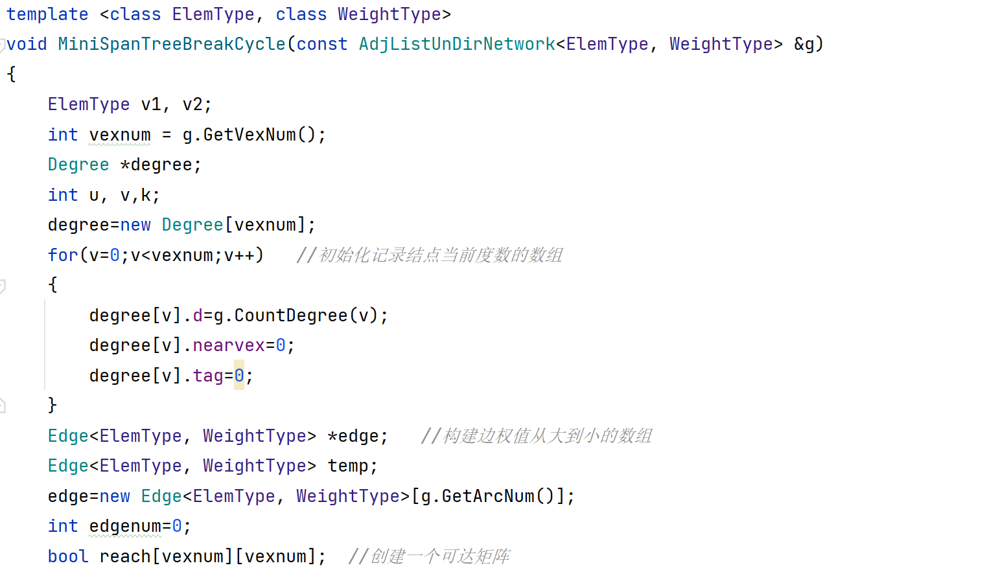 template <class ElemType, class WeightType>
void MiniSpanTreeBreakCycle(const AdjListUnDirNetwork<ElemType, WeightType> &g)
{
    ElemType v1, v2;
    int vexnum = g.GetVexNum();
    Degree *degree;
    int u, v,k;
    degree=new Degree[vexnum];
    for(v=0;v<vexnum;v++)   //初始化记录结点当前度数的数组
    {
        degree[v].d=g.CountDegree(v);
        degree[v].nearvex=0;
        degree[v].tag=0;
    }
    Edge<ElemType, WeightType> *edge;   //构建边权值从大到小的数组
    Edge<ElemType, WeightType> temp;
    edge=new Edge<ElemType, WeightType>[g.GetArcNum()];
    int edgenum=0;
    bool reach[vexnum][vexnum];  //创建一个可达矩阵